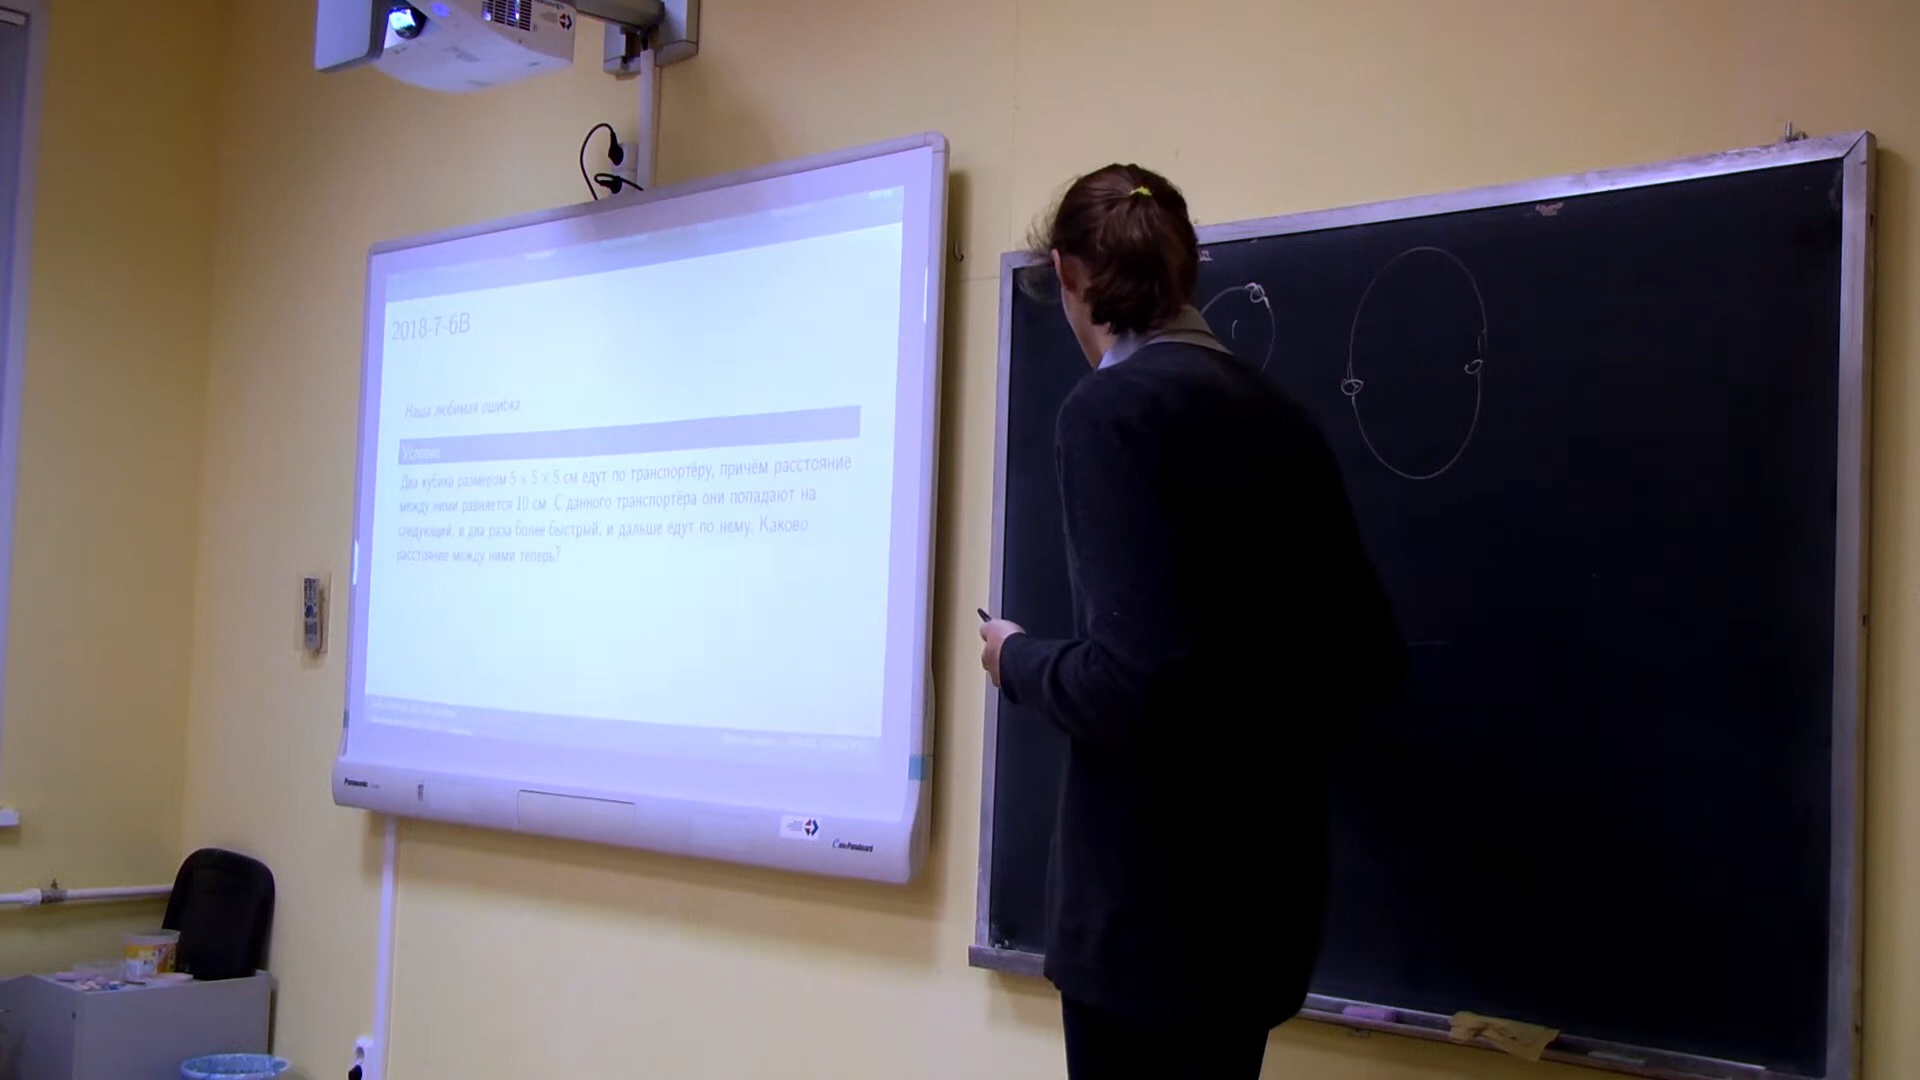 2018-7-6В
Наша любимая ошибка.
Условие
Два кубика размером 5 × 5 × 5 см едут по транспортёру, причём расстояние
между ними равняется 10 см. С данного транспортёра они попадают на
следующий, в два раза более быстрый, и дальше едут по нему. Каково
расстояние между ними теперь?
Panasonic
Panaboard